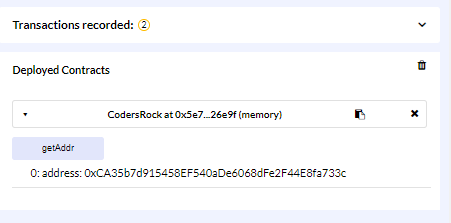 Transactions recorded: 2
Deployed Contracts
CodersRock at 0x5e7...26e9f (memory)
getAddr
0: address: 0xCA35b7d915458EF540aDe6068dFe2F44E8fa733c